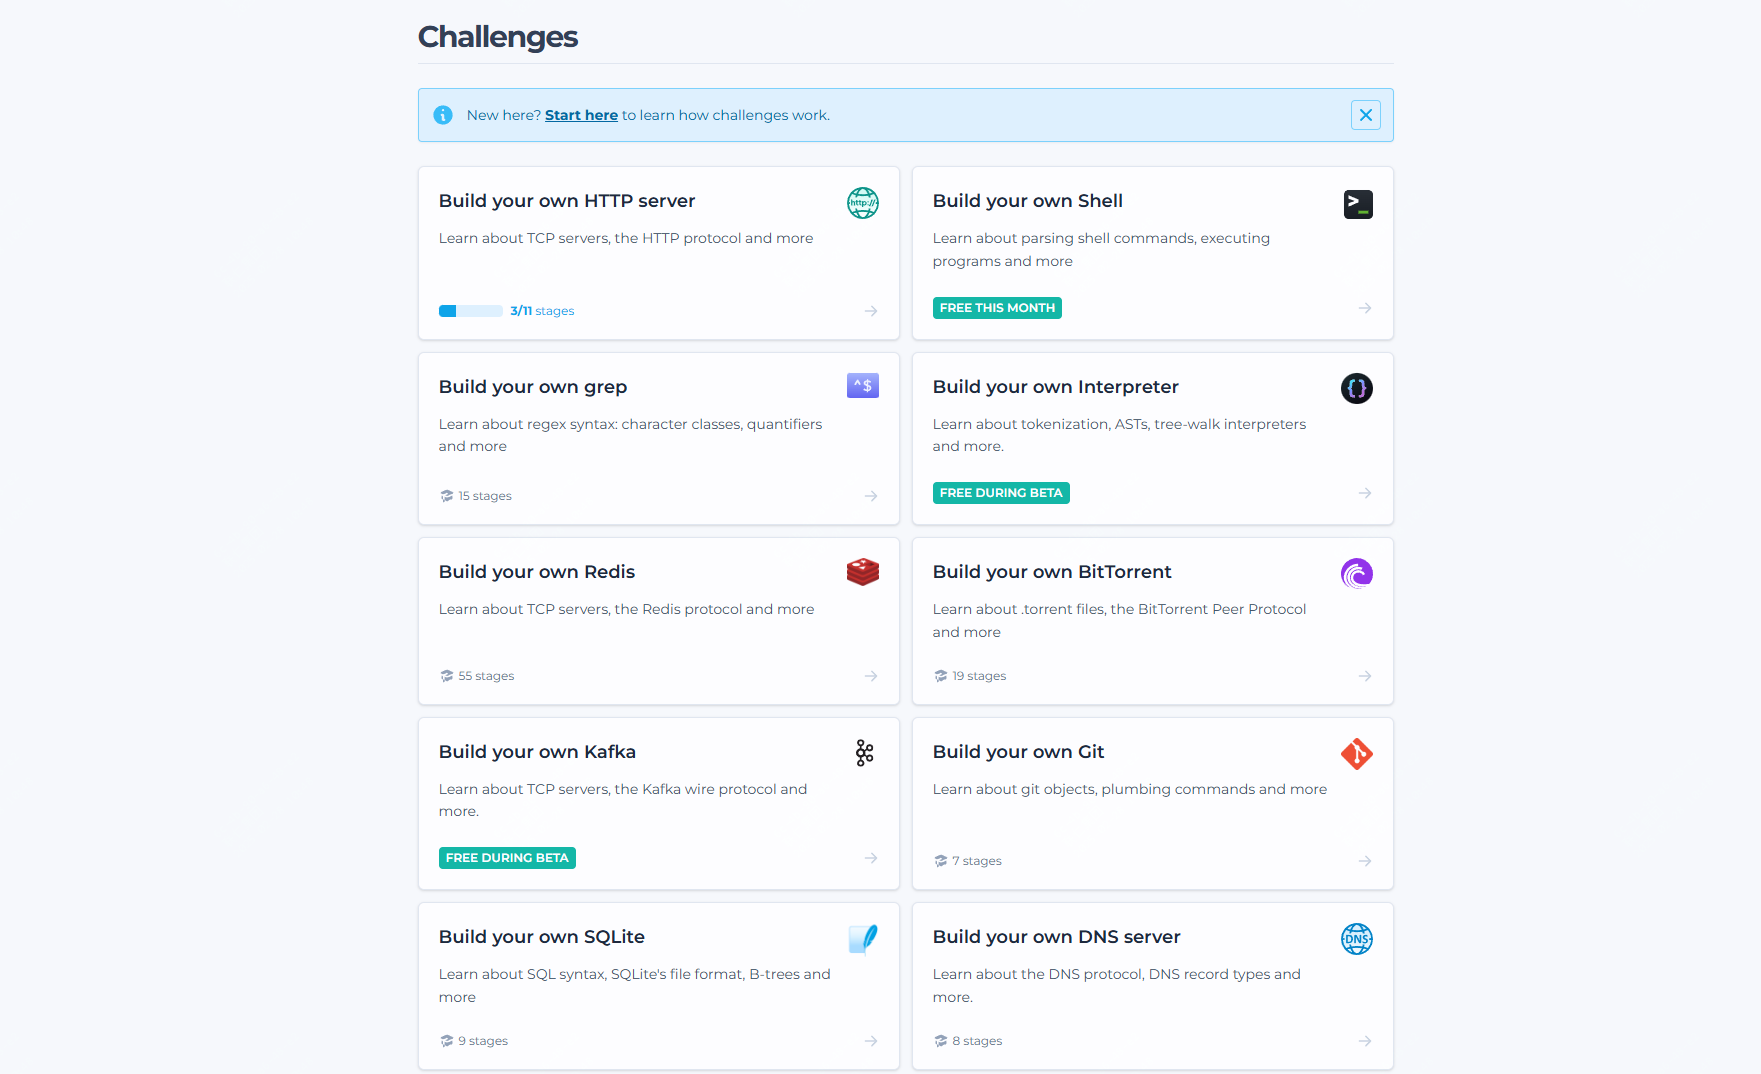 Challenges
New here? Start here to learn how challenges work.
Build your own HTTP server
http://
Learn about TCP servers, the HTTP protocol and more
3/11 stages
Build your own Shell
>_
Learn about parsing shell commands, executing
programs and more
FREE THIS MONTH
Build your own grep
^$
Learn about regex syntax: character classes, quantifiers
and more
15 stages
Build your own Interpreter
{}
Learn about tokenization, ASTs, tree-walk interpreters
and more.
FREE DURING BETA
Build your own Redis
Learn about TCP servers, the Redis protocol and more
55 stages
Build your own BitTorrent
Learn about .torrent files, the BitTorrent Peer Protocol
and more
19 stages
Build your own Kafka
Learn about TCP servers, the Kafka wire protocol and
more.
FREE DURING BETA
Build your own Git
Learn about git objects, plumbing commands and more
7 stages
Build your own SQLite
Learn about SQL syntax, SQLite's file format, B-trees and
more
9 stages
Build your own DNS server
DNS
Learn about the DNS protocol, DNS record types and
more.
8 stages